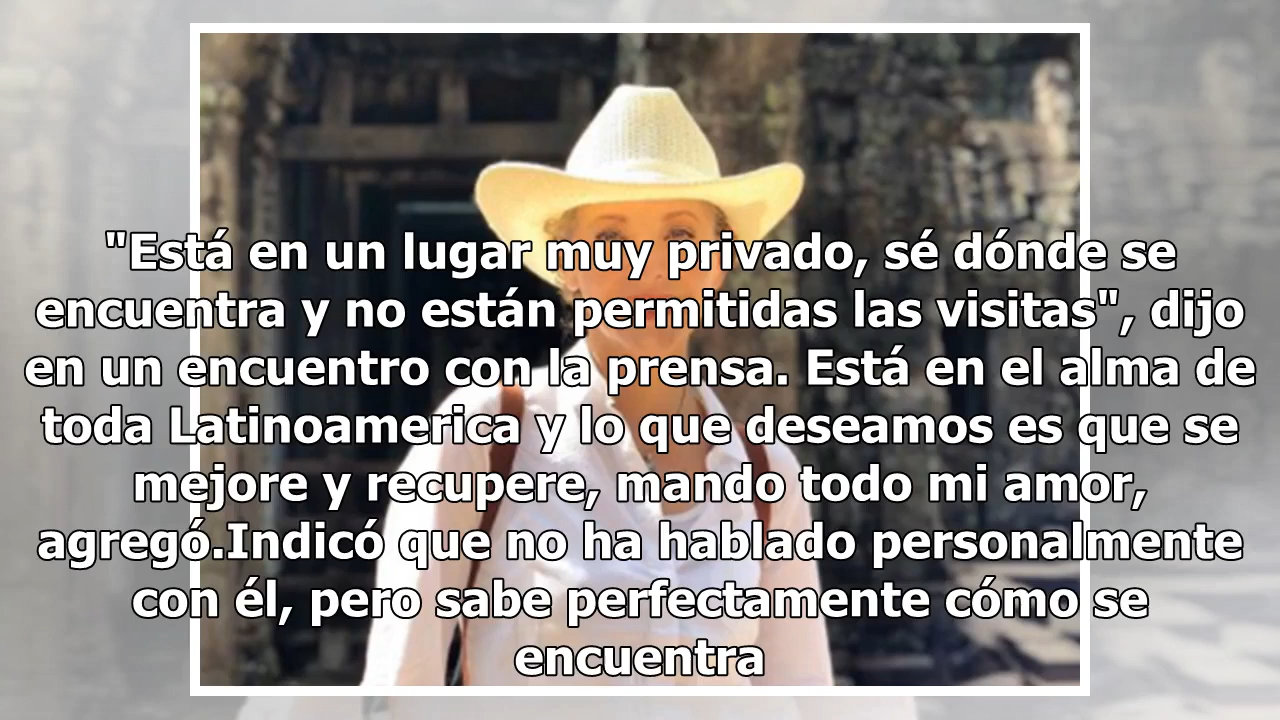 "Está en un lugar muy privado, sé dónde se
encuentra y no están permitidas las visitas", dijo
en un encuentro con la prensa. Está en el alma de
toda Latinoamerica y lo que deseamos es que se
mejore y recupere, mando todo mi amor,
agregó.Indicó que no ha hablado personalmente
con él, pero sabe perfectamente cómo se
encuentra